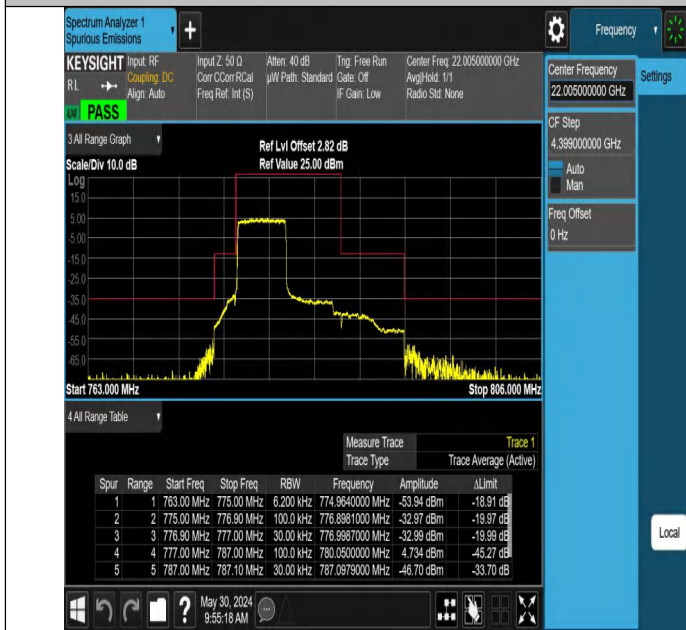 Spectrum Analyzer 1
Spurious Emissions
+
Frequency
KEYSIGHT
RL
Input: RF
Coupling: DC
Align: Auto
Input Z: 50 Ω
Corr CCorr RCal
Freq Ref: Int (S)
Atten: 40 dB
µW Path: Standard
Trig: Free Run
Gate: Off
IF Gain: Low
Center Freq: 22.005000000 GHz
Avg|Hold: 1/1
Radio Std: None
PASS
Center Frequency
22.005000000 GHz
Settings
CF Step
4.399000000 GHz
Auto
Man
Freq Offset
0 Hz
Local
3 All Range Graph
Scale/Div 10.0 dB
Ref Lvl Offset 2.82 dB
Ref Value 25.00 dBm
Log
15.0
5.00
-5.00
-15.0
-25.0
-35.0
-45.0
-55.0
-65.0
Start 763.000 MHz
Stop 806.000 MHz
4 All Range Table
Measure Trace Trace 1
Trace Type Trace Average (Active)
Spur Range Start Freq Stop Freq RBW Frequency Amplitude ΔLimit
1 1 763.00 MHz 775.00 MHz 6.200 kHz 774.9640000 MHz -53.94 dBm -18.91 dB
2 2 775.00 MHz 776.90 MHz 100.0 kHz 776.8981000 MHz -32.97 dBm -19.97 dB
3 3 776.90 MHz 777.00 MHz 30.00 kHz 776.9987000 MHz -32.99 dBm -19.99 dB
4 4 777.00 MHz 787.00 MHz 100.0 kHz 780.0500000 MHz 4.734 dBm -45.27 dB
5 5 787.00 MHz 787.10 MHz 30.00 kHz 787.0979000 MHz -46.70 dBm -33.70 dB
?
May 30, 2024
9:55:18 AM